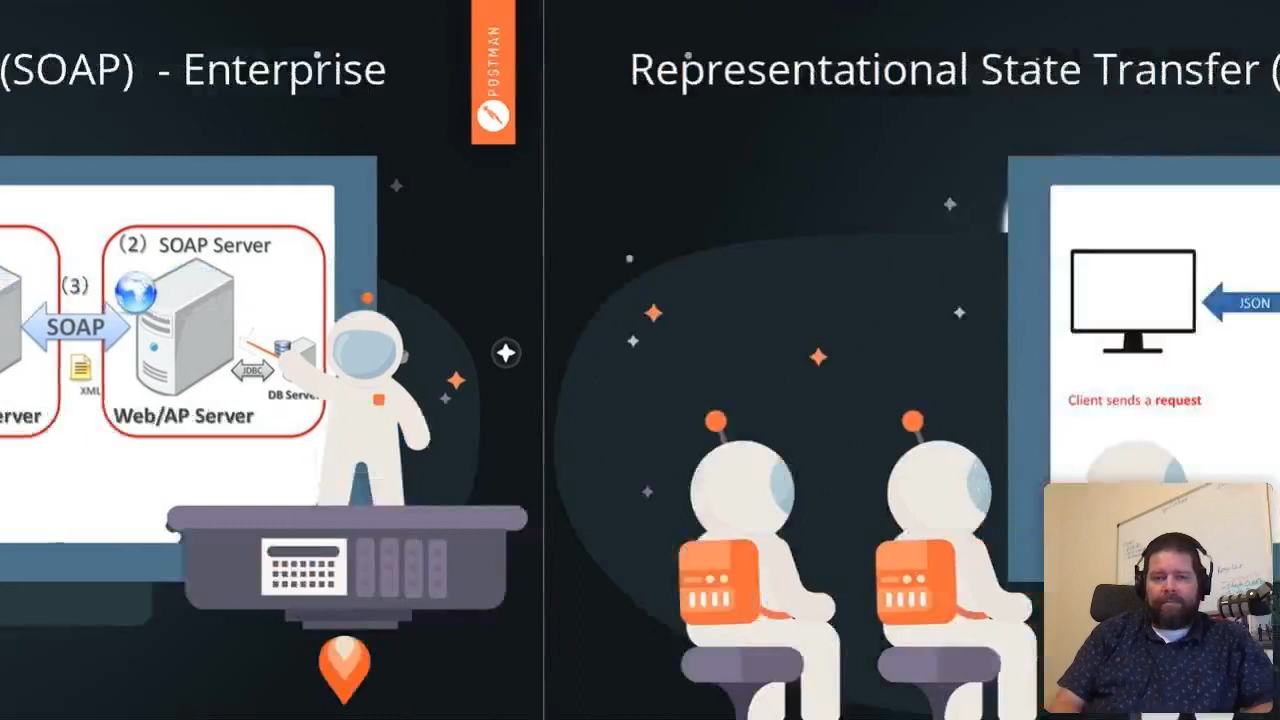 (SOAP) - Enterprise
POSTMAN
(2) SOAP Server
(3)
SOAP
XML
JDBC
DB Server
erver
Web/AP Server
Representational State Transfer (
JSON
Client sends a request